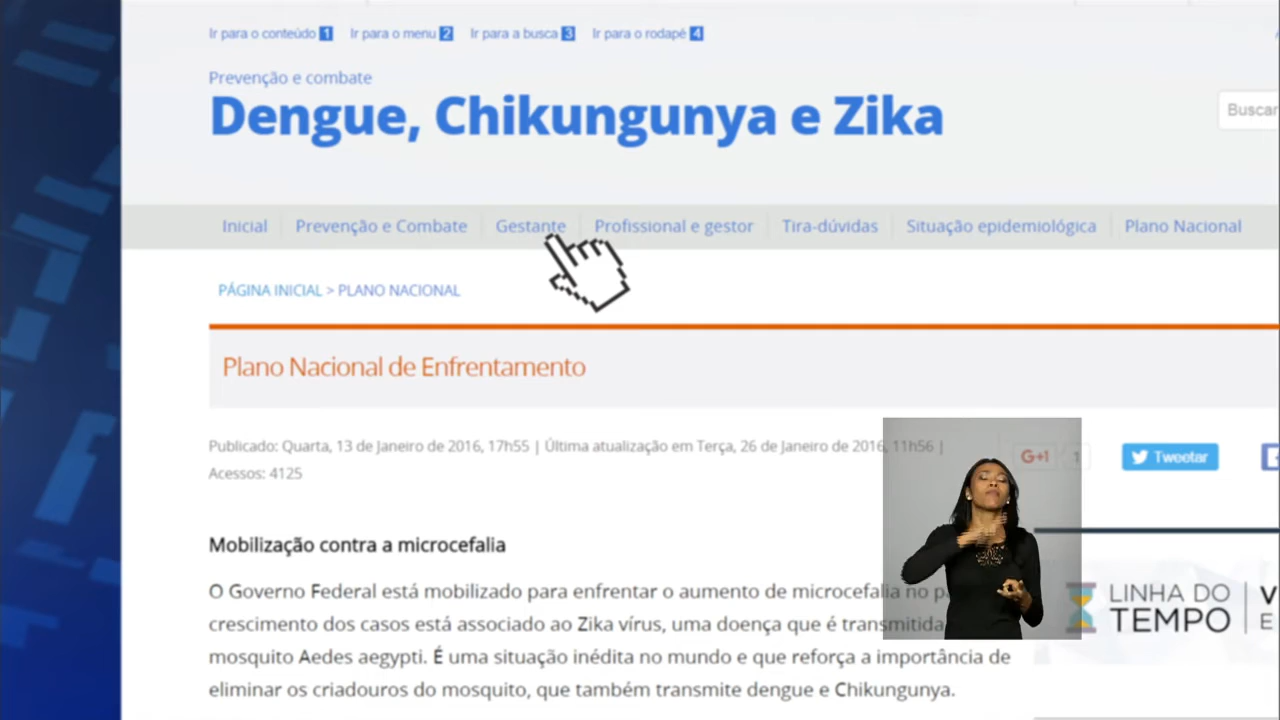 Ir para o conteúdo 1 Ir para o menu 2 Ir para a busca 3 Ir para o rodapé 4
Prevenção e combate
Dengue, Chikungunya e Zika
Buscar
Inicial Prevenção e Combate Gestante Profissional e gestor Tira-dúvidas Situação epidemiológica Plano Nacional
PÁGINA INICIAL > PLANO NACIONAL
Plano Nacional de Enfrentamento
Publicado: Quarta, 13 de Janeiro de 2016, 17h55 | Última atualização em Terça, 26 de Janeiro de 2016, 11h56 |
Acessos: 4125
G+1 1 Tweetar
Mobilização contra a microcefalia
O Governo Federal está mobilizado para enfrentar o aumento de microcefalia no
crescimento dos casos está associado ao Zika vírus, uma doença que é transmitida
mosquito Aedes aegypti. É uma situação inédita no mundo e que reforça a importância de
eliminar os criadouros do mosquito, que também transmite dengue e Chikungunya.
LINHA DO
TEMPO